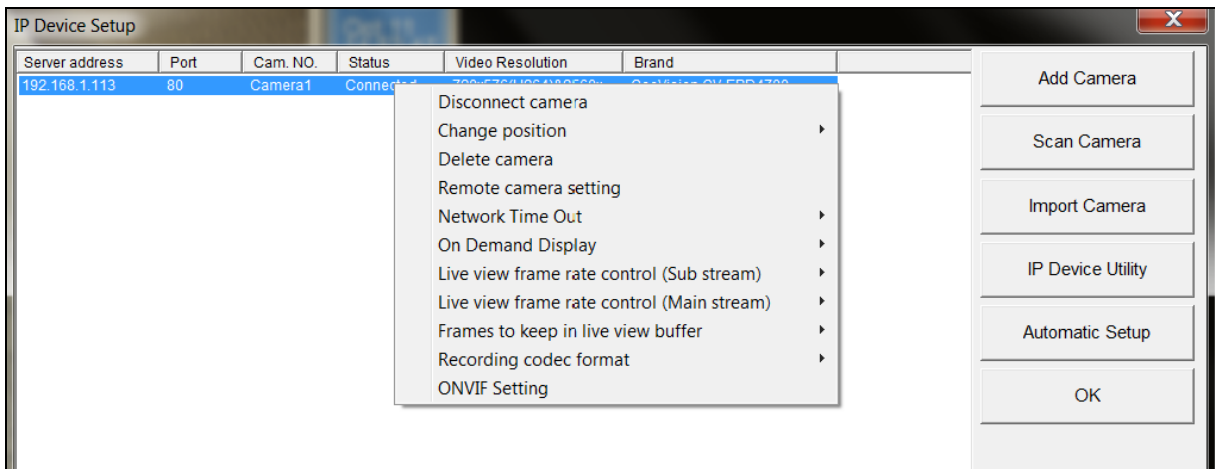 IP Device Setup
Server address Port Cam. NO. Status Video Resolution Brand
192.168.1.113 80 Camera1
Disconnect camera
Change position
Delete camera
Remote camera setting
Network Time Out
On Demand Display
Live view frame rate control (Sub stream)
Live view frame rate control (Main stream)
Frames to keep in live view buffer
Recording codec format
ONVIF Setting
Add Camera
Scan Camera
Import Camera
IP Device Utility
Automatic Setup
OK